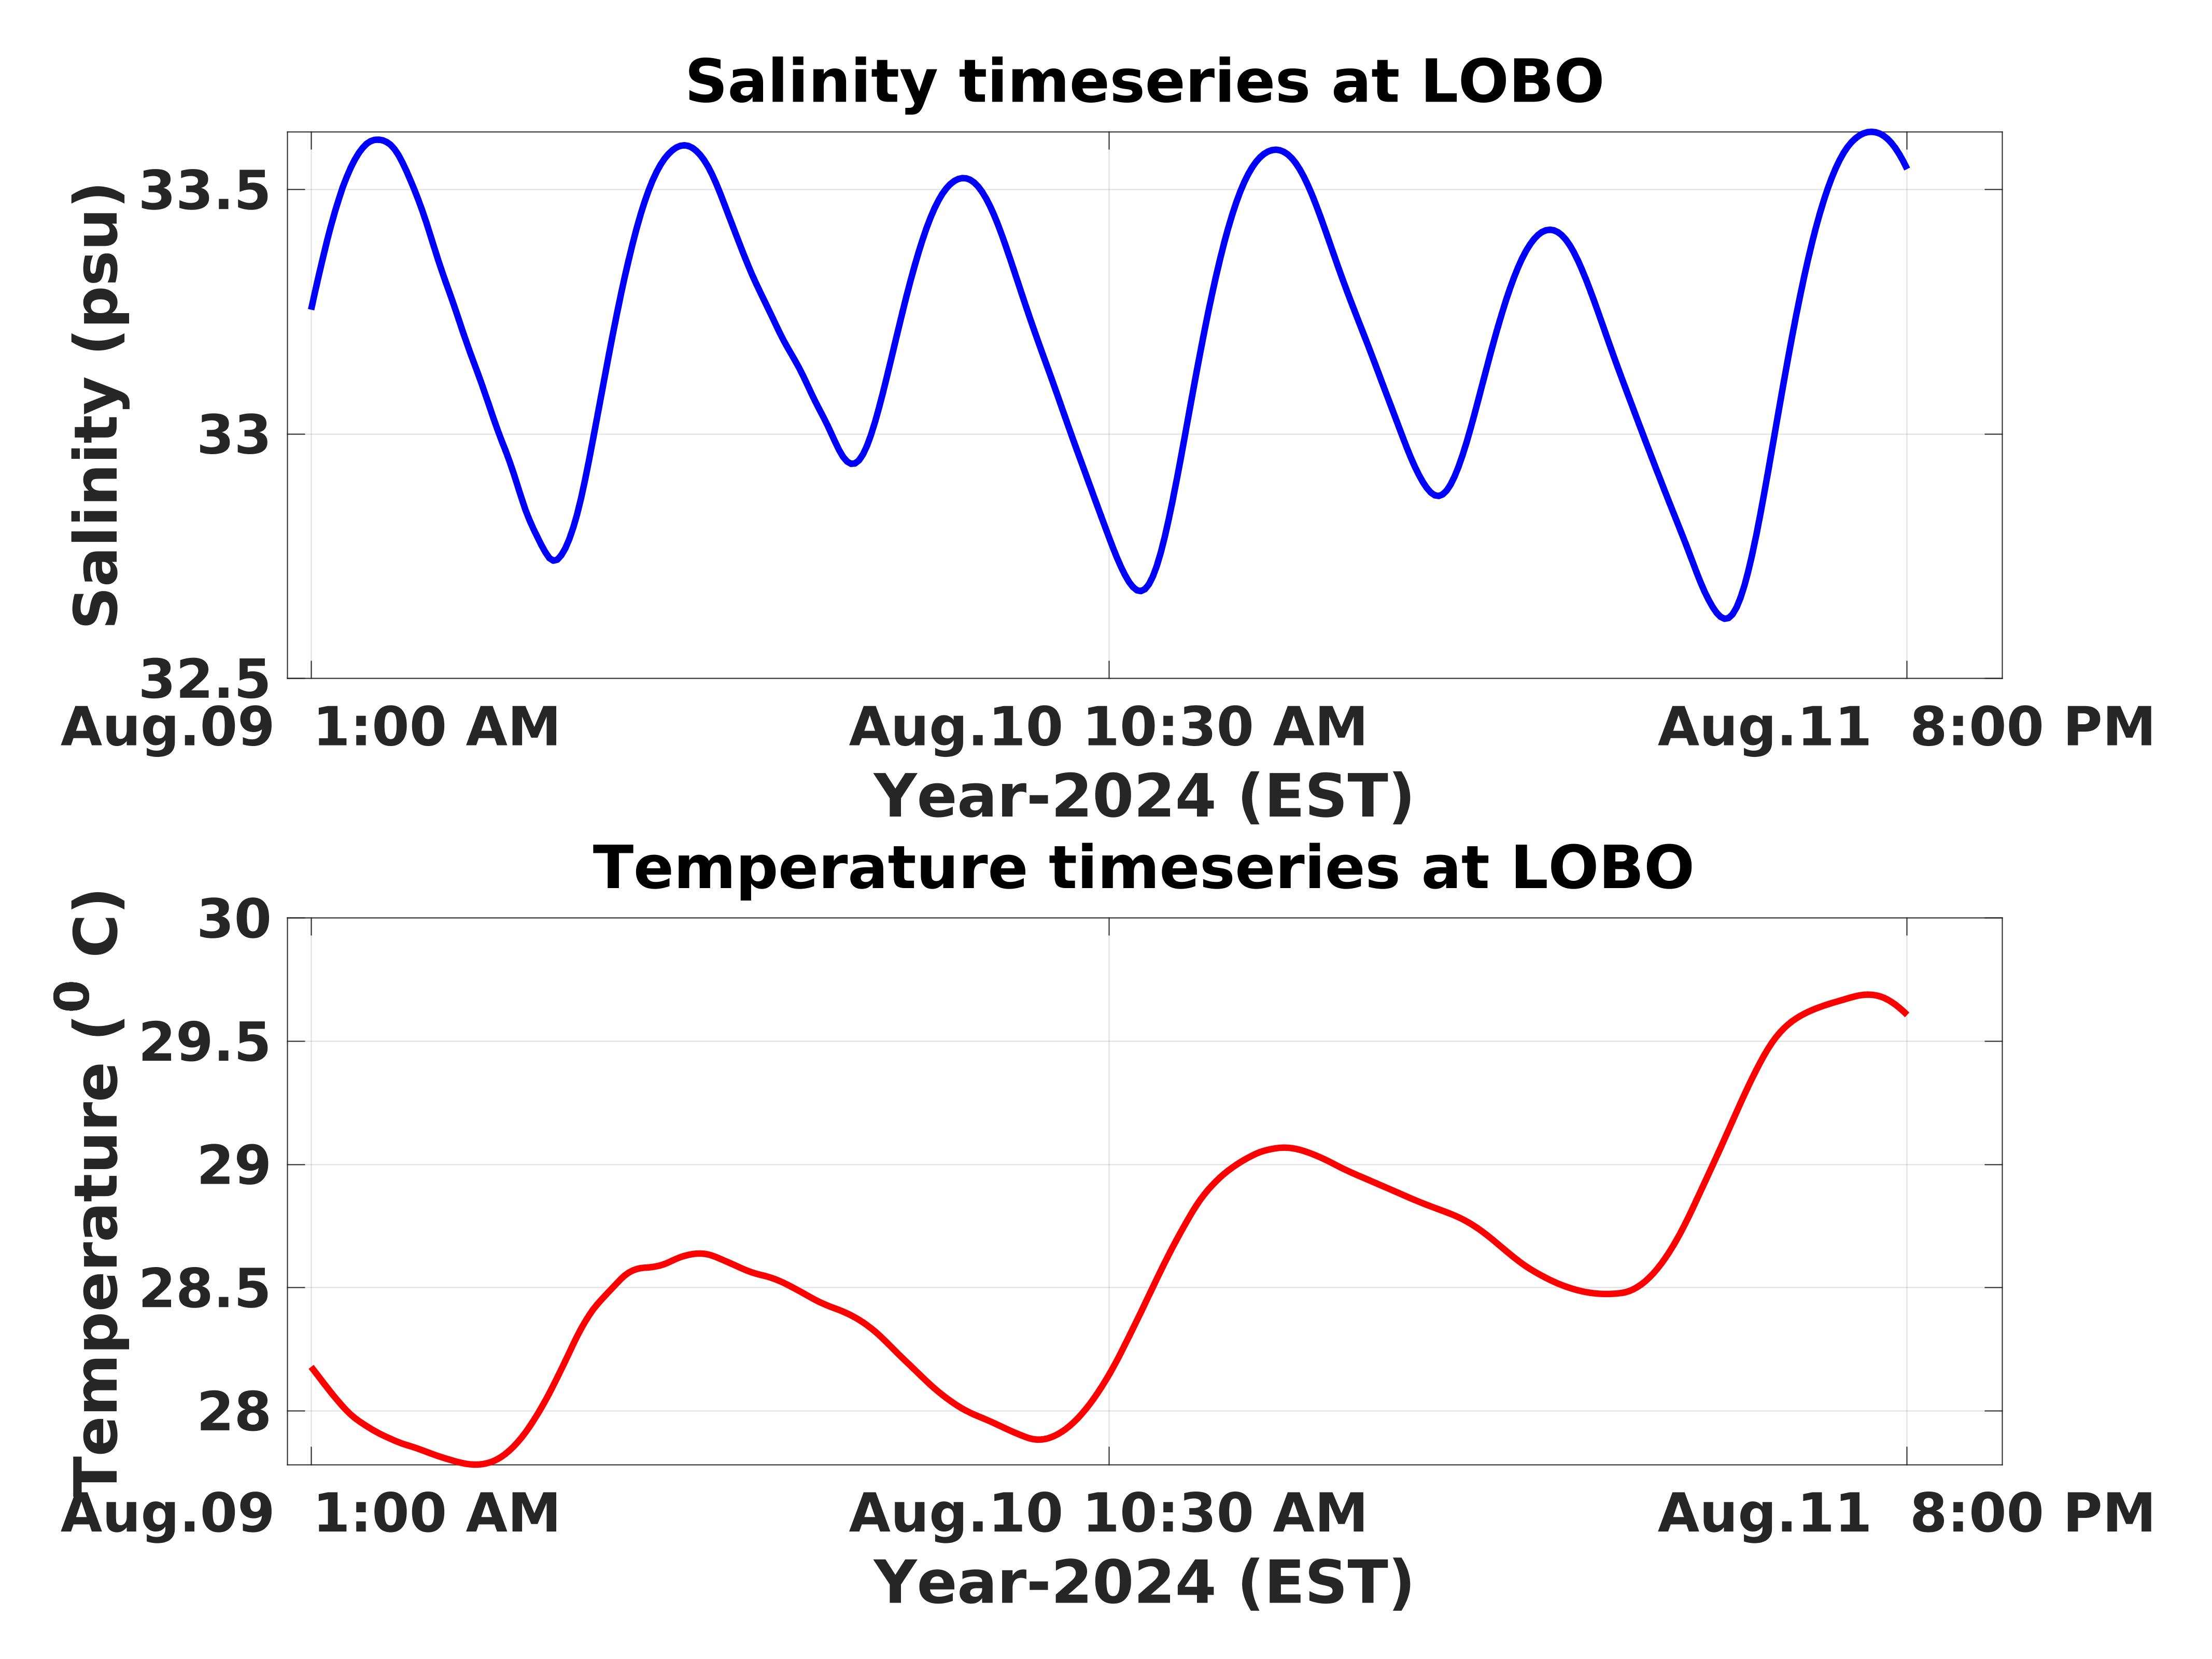 Salinity timeseries at LOBO
Salinity (psu)
33.5
33
32.5
Aug.09 1:00 AM Aug.10 10:30 AM Aug.11 8:00 PM
Year-2024 (EST)
Temperature timeseries at LOBO
Temperature (⁰ C)
30
29.5
29
28.5
28
Aug.09 1:00 AM Aug.10 10:30 AM Aug.11 8:00 PM
Year-2024 (EST)